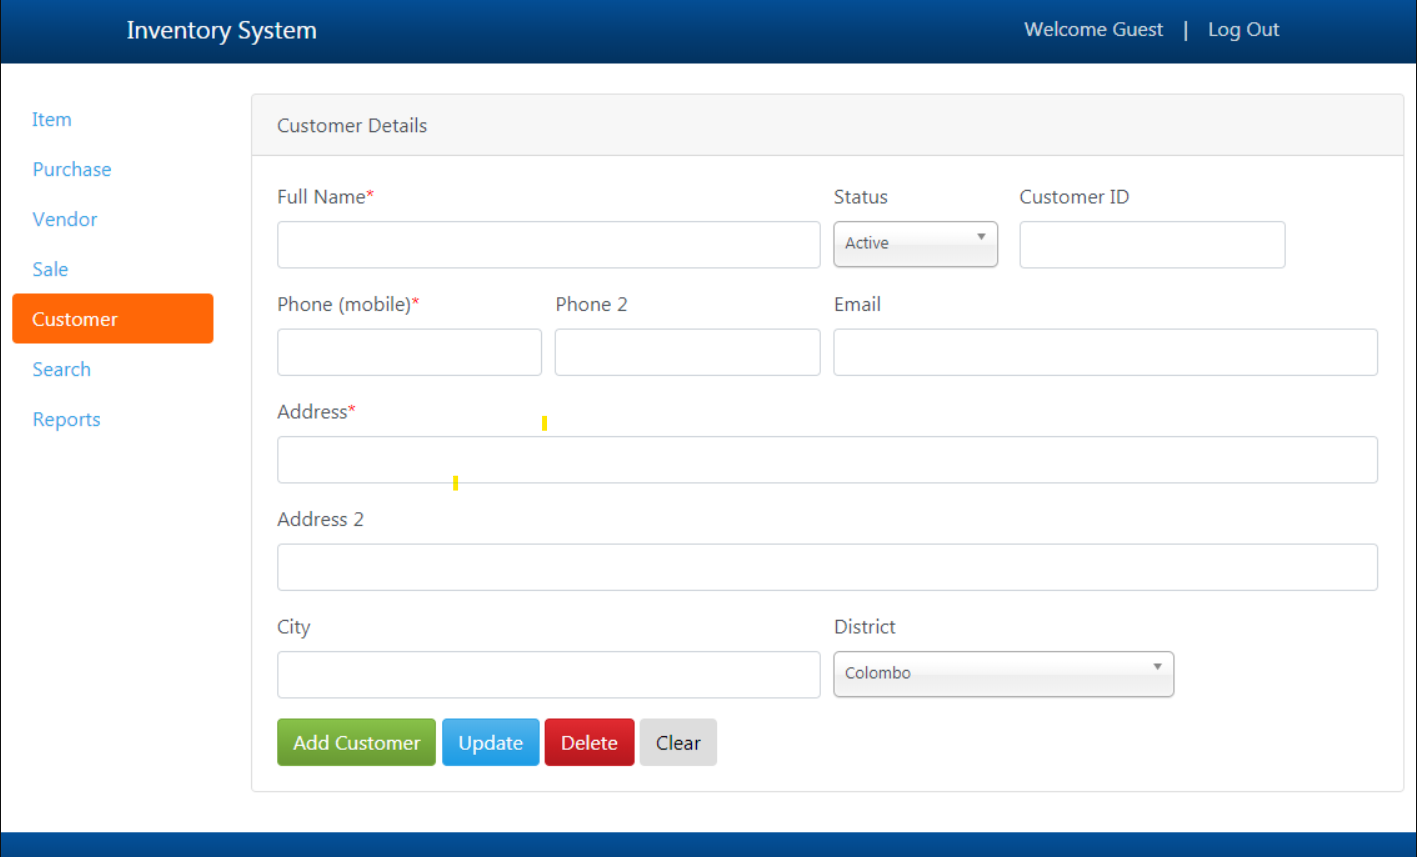 Inventory System
Welcome Guest | Log Out
Item
Purchase
Vendor
Sale
Customer
Search
Reports
Customer Details
Full Name* Status Customer ID
Active
Phone (mobile)* Phone 2 Email
Address*
Address 2
City District
Colombo
Add Customer Update Delete Clear